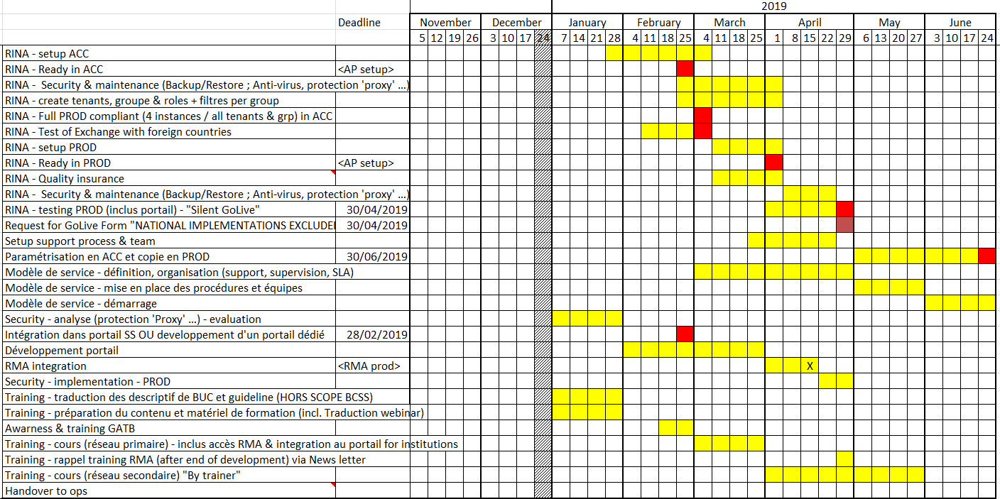 2019
Deadline November December January February March April May June
5 12 19 26 3 10 17 24 7 14 21 28 4 11 18 25 4 11 18 25 1 8 15 22 29 6 13 20 27 3 10 17 24
RINA - setup ACC
RINA - Ready in ACC <AP setup>
RINA -  Security & maintenance (Backup/Restore ; Anti-virus, protection 'proxy' ...)
RINA - create tenants, groupe & roles + filtres per group
RINA - Full PROD compliant (4 instances / all tenants & grp) in ACC
RINA - Test of Exchange with foreign countries
RINA - setup PROD
RINA - Ready in PROD <AP setup>
RINA - Quality insurance
RINA -  Security & maintenance (Backup/Restore ; Anti-virus, protection 'proxy' ...)
RINA - testing PROD (inclus portail) - "Silent GoLive" 30/04/2019
Request for GoLive Form "NATIONAL IMPLEMENTATIONS EXCLUDE 30/04/2019
Setup support process & team
Paramétrisation en ACC et copie en PROD 30/06/2019
Modèle de service - définition, organisation (support, supervision, SLA)
Modèle de service - mise en place des procédures et équipes
Modèle de service - démarrage
Security - analyse (protection 'Proxy' ...) - evaluation
Intégration dans portail SS OU developpement d'un portail dédié 28/02/2019
Développement portail
RMA integration <RMA prod> X
Security - implementation - PROD
Training - traduction des descriptif de BUC et guideline (HORS SCOPE BCSS)
Training - préparation du contenu et matériel de formation (incl. Traduction webinar)
Awarness & training GATB
Training - cours (réseau primaire) - inclus accès RMA & integration au portail for institutions
Training - rappel training RMA (after end of development) via News letter
Training - cours (réseau secondaire) "By trainer"
Handover to ops